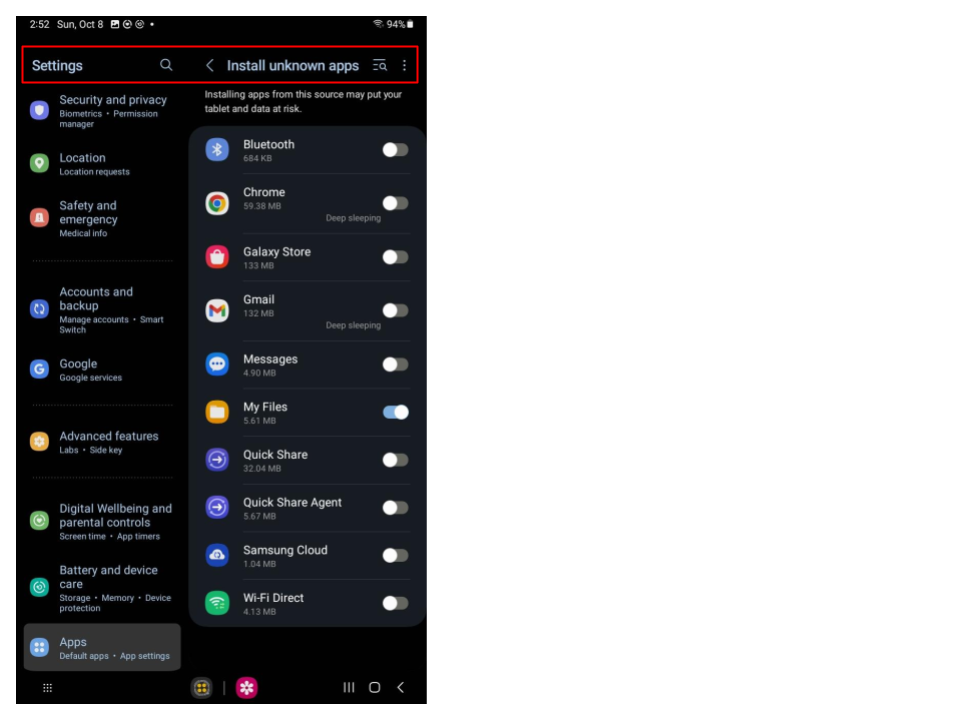 2:52 Sun, Oct 8
94%
Settings
Install unknown apps
Security and privacy
Biometrics • Permission
manager
Location
Location requests
Safety and
emergency
Medical info
Accounts and
backup
Manage accounts • Smart
Switch
Google
Google services
Advanced features
Labs • Side key
Digital Wellbeing and
parental controls
Screen time • App timers
Battery and device
care
Storage • Memory • Device
protection
Apps
Default apps • App settings
Installing apps from this source may put your
tablet and data at risk.
Bluetooth
684 KB
Chrome
59.38 MB
Deep sleeping
Galaxy Store
133 MB
Gmail
132 MB
Deep sleeping
Messages
4.90 MB
My Files
5.61 MB
Quick Share
32.04 MB
Quick Share Agent
5.67 MB
Samsung Cloud
1.04 MB
Wi-Fi Direct
4.13 MB